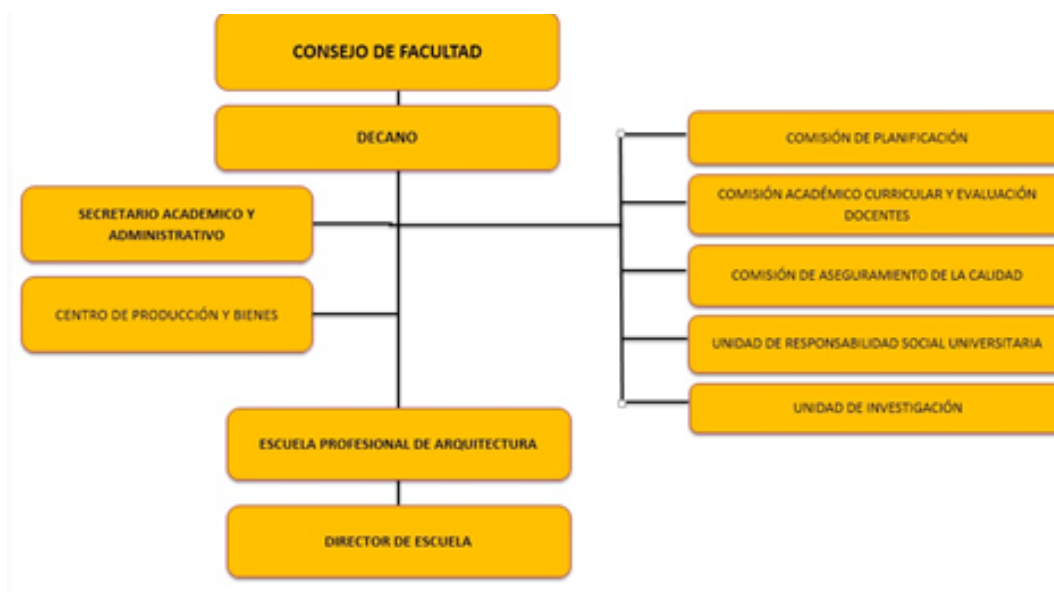 CONSEJO DE FACULTAD
DECANO
SECRETARIO ACADEMICO Y
ADMINISTRATIVO
CENTRO DE PRODUCCIÓN Y BIENES
COMISIÓN DE PLANIFICACIÓN
COMISIÓN ACADÉMICO CURRICULAR Y EVALUACIÓN
DOCENTES
COMISIÓN DE ASEGURAMIENTO DE LA CALIDAD
UNIDAD DE RESPONSABILIDAD SOCIAL UNIVERSITARIA
UNIDAD DE INVESTIGACIÓN
ESCUELA PROFESIONAL DE ARQUITECTURA
DIRECTOR DE ESCUELA